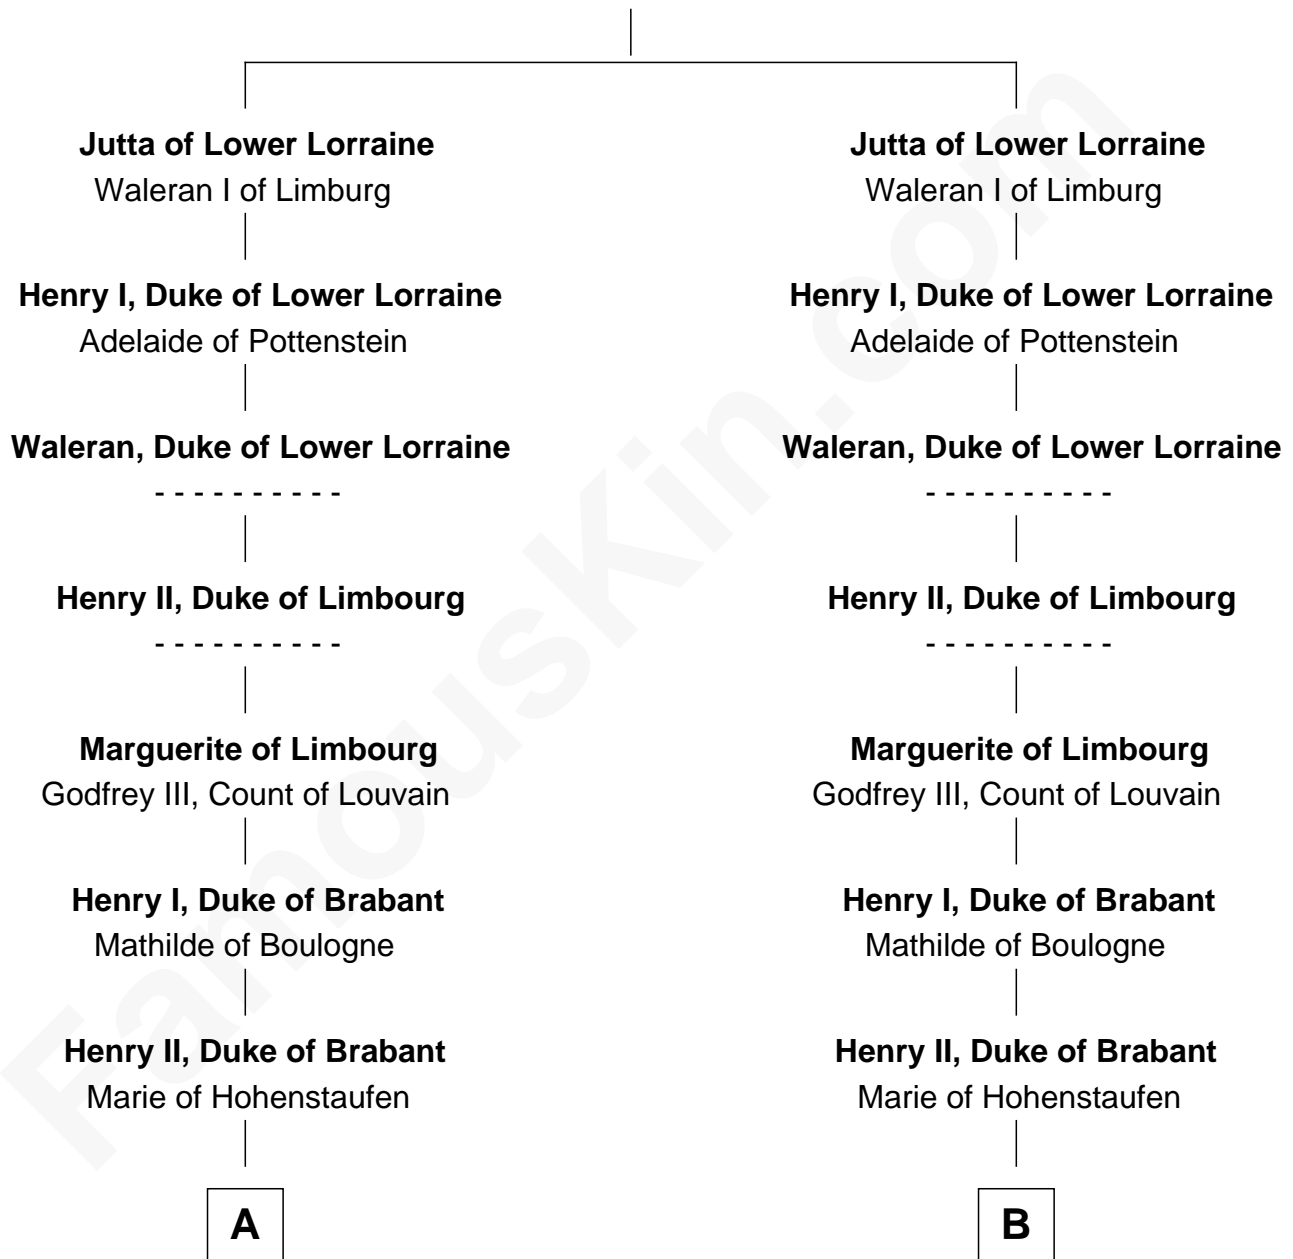 Jutta of Lower Lorraine
Waleran I of Limburg
Henry I, Duke of Lower Lorraine
Adelaide of Pottenstein
Waleran, Duke of Lower Lorraine
- - - - - - - - - -
Henry II, Duke of Limbourg
- - - - - - - - - -
Marguerite of Limbourg
Godfrey III, Count of Louvain
Henry I, Duke of Brabant
Mathilde of Boulogne
Henry II, Duke of Brabant
Marie of Hohenstaufen
A
Jutta of Lower Lorraine
Waleran I of Limburg
Henry I, Duke of Lower Lorraine
Adelaide of Pottenstein
Waleran, Duke of Lower Lorraine
- - - - - - - - - -
Henry II, Duke of Limbourg
- - - - - - - - - -
Marguerite of Limbourg
Godfrey III, Count of Louvain
Henry I, Duke of Brabant
Mathilde of Boulogne
Henry II, Duke of Brabant
Marie of Hohenstaufen
B
FamousKin.com